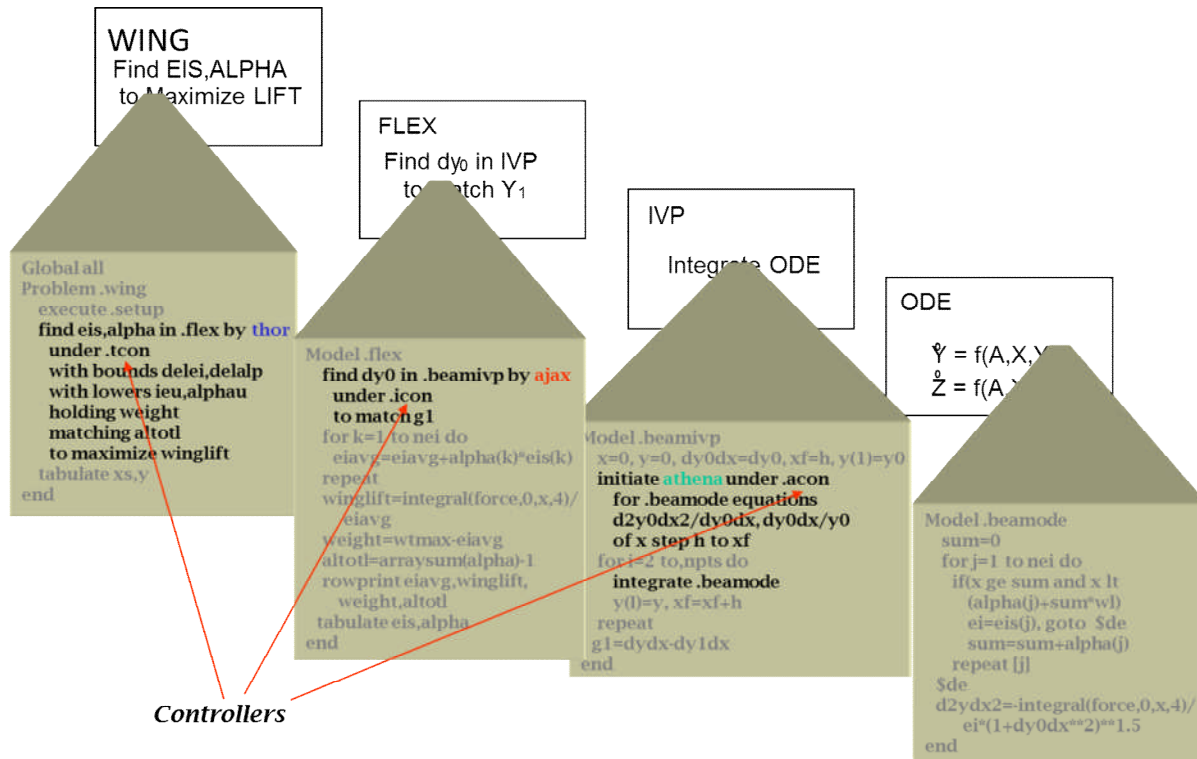 WING
Find EIS,ALPHA
to Maximize LIFT
Global all
Problem .wing
execute .setup
find eis,alpha in .flex by thor
under .tcon
with bounds delei,delalp
with lowers ieu,alphau
holding weight
matching altotl
to maximize winglift
tabulate xs,y
end
FLEX
Find dy₀ in IVP
to match Y₁
Model .flex
find dy0 in .beamivp by ajax
under .icon
to match g1
for k=1 to nei do
eiavg=eiavg+alpha(k)*eis(k)
repeat
winglift=integral(force,0,x,4)/
eiavg
weight=wtmax-eiavg
altotl=arraysum(alpha)-1
rowprint eiavg,winglift,
weight,altotl
tabulate eis,alpha
end
IVP
Integrate ODE
Model .beamivp
x=0, y=0, dy0dx=dy0, xf=h, y(1)=y0
initiate athena under .acon
for .beamode equations
d2y0dx2/dy0dx, dy0dx/y0
of x step h to xf
for i=2 to,npts do
integrate .beamode
y(I)=y, xf=xf+h
repeat
g1=dydx-dy1dx
end
ODE
Y̊ = f(A,X,Y
Z̊ = f(A,
Model .beamode
sum=0
for j=1 to nei do
if(x ge sum and x lt
(alpha(j)+sum*wl)
ei=eis(j), goto $de
sum=sum+alpha(j)
repeat [j]
$de
d2ydx2=-integral(force,0,x,4)/
ei*(1+dy0dx**2)**1.5
end
Controllers